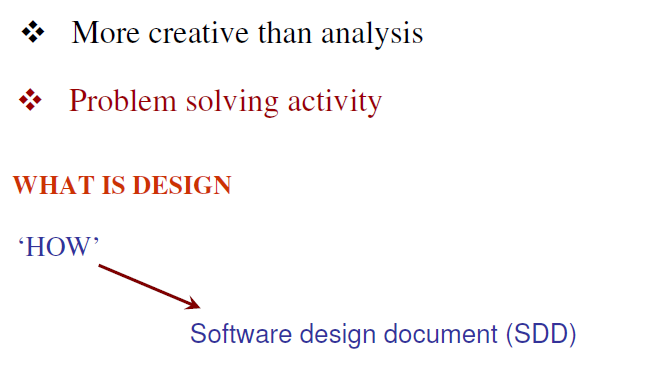 ❖ More creative than analysis
❖ Problem solving activity
WHAT IS DESIGN
‘HOW’
Software design document (SDD)